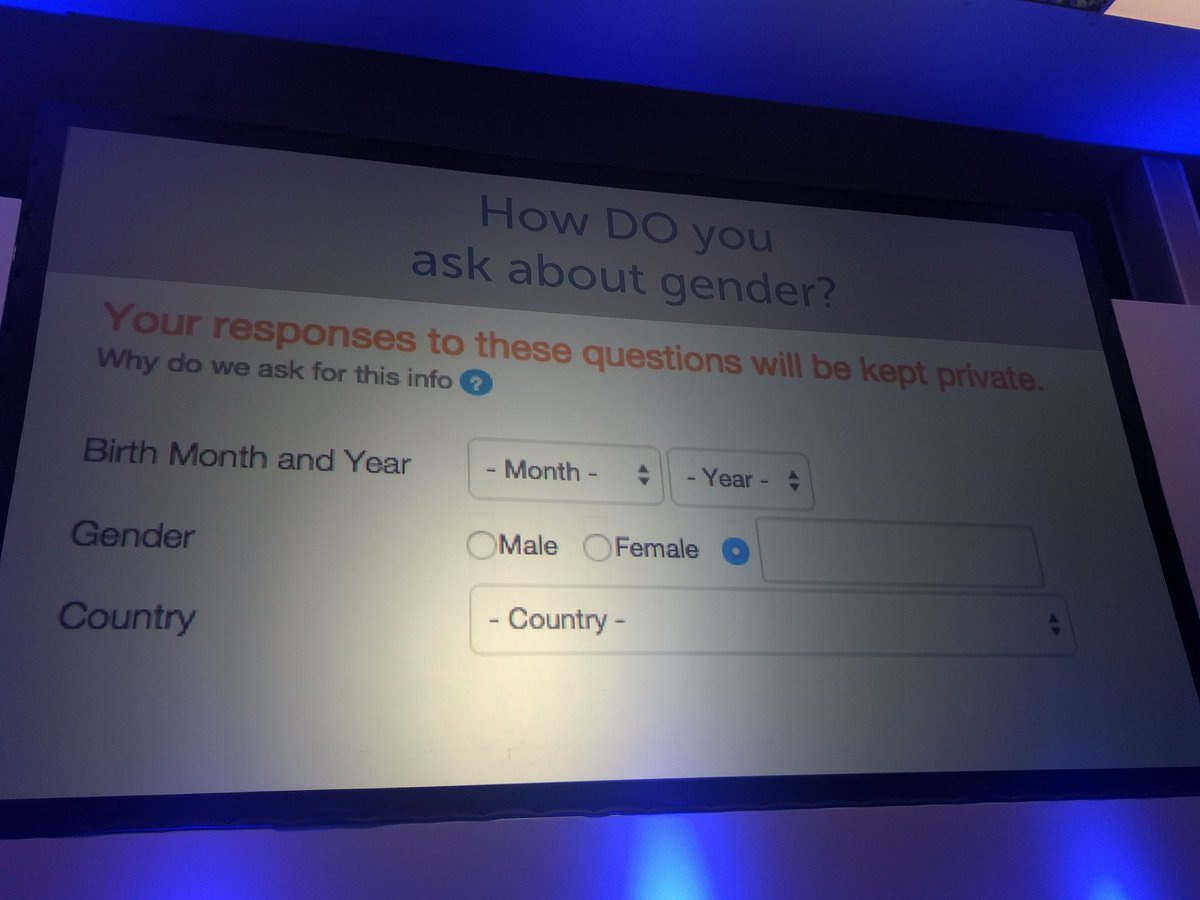 How DO you
ask about gender?
Your responses to these questions will be kept private.
Why do we ask for this info ?
Birth Month and Year - Month - - Year -
Gender Male Female
Country - Country -